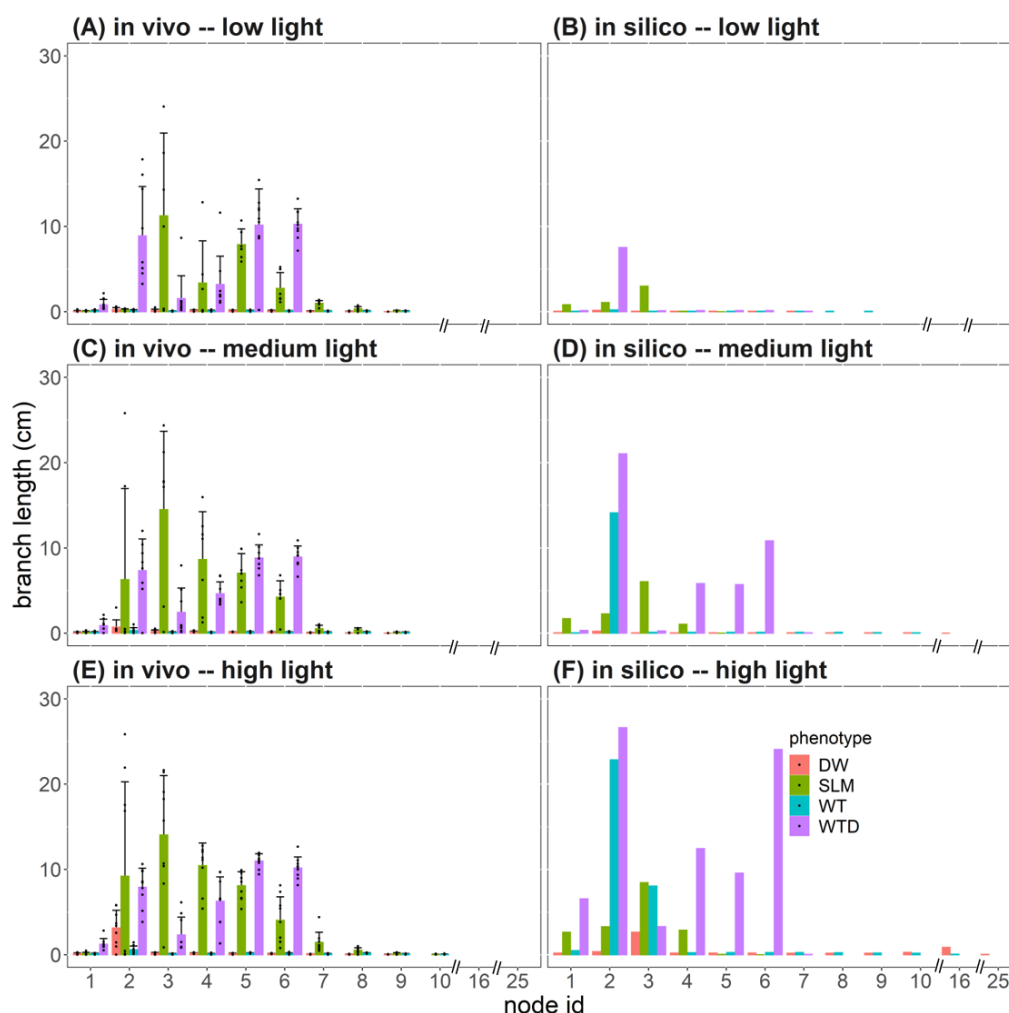 (A) in vivo -- low light
(B) in silico -- low light
30
20
10
0
//
//
//
//
(C) in vivo -- medium light
(D) in silico -- medium light
30
20
10
0
//
//
//
//
branch length (cm)
(E) in vivo -- high light
(F) in silico -- high light
30
20
10
0
phenotype
DW
SLM
WT
WTD
//
//
//
//
1 2 3 4 5 6 7 8 9 10 16 25
1 2 3 4 5 6 7 8 9 10 16 25
node id